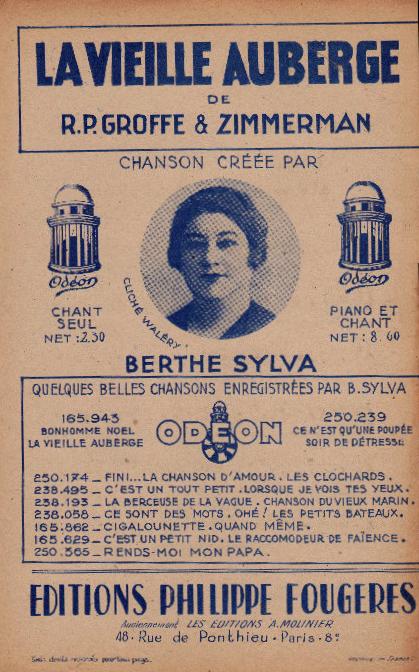 LA VIEILLE AUBERGE
DE
R.P. GROFFE & ZIMMERMAN
CHANSON CRÉÉE PAR
Odéon
Odéon
CLICHÉ WALÉRY.
CHANT
SEUL
NET : 2.50
PIANO ET
CHANT
NET : 8.00
BERTHE SYLVA
QUELQUES BELLES CHANSONS ENREGISTRÉES PAR B. SYLVA
165.943
BONHOMME NOEL
LA VIEILLE AUBERGE
ODEON
250.239
CE N'EST QU'UNE POUPÉE
SOIR DE DÉTRESSE
250.174 _ FINI... LA CHANSON D'AMOUR. LES CLOCHARDS.
238.495 _ C'EST UN TOUT PETIT. LORSQUE JE VOIS TES YEUX.
238.193 _ LA BERCEUSE DE LA VAGUE. CHANSON DU VIEUX MARIN.
238.058 _ CE SONT DES MOTS. OHÉ ! LES PETITS BATEAUX.
165.862 _ CIGALOUNETTE. QUAND MÊME.
165.629 _ C'EST UN PETIT NID. LE RACCOMODEUR DE FAÏENCE.
250.365 _ RENDS-MOI MON PAPA.
EDITIONS PHILIPPE FOUGERES
Anciennement LES EDITIONS A. MOLINIER
48. Rue de Ponthieu - Paris - 8e